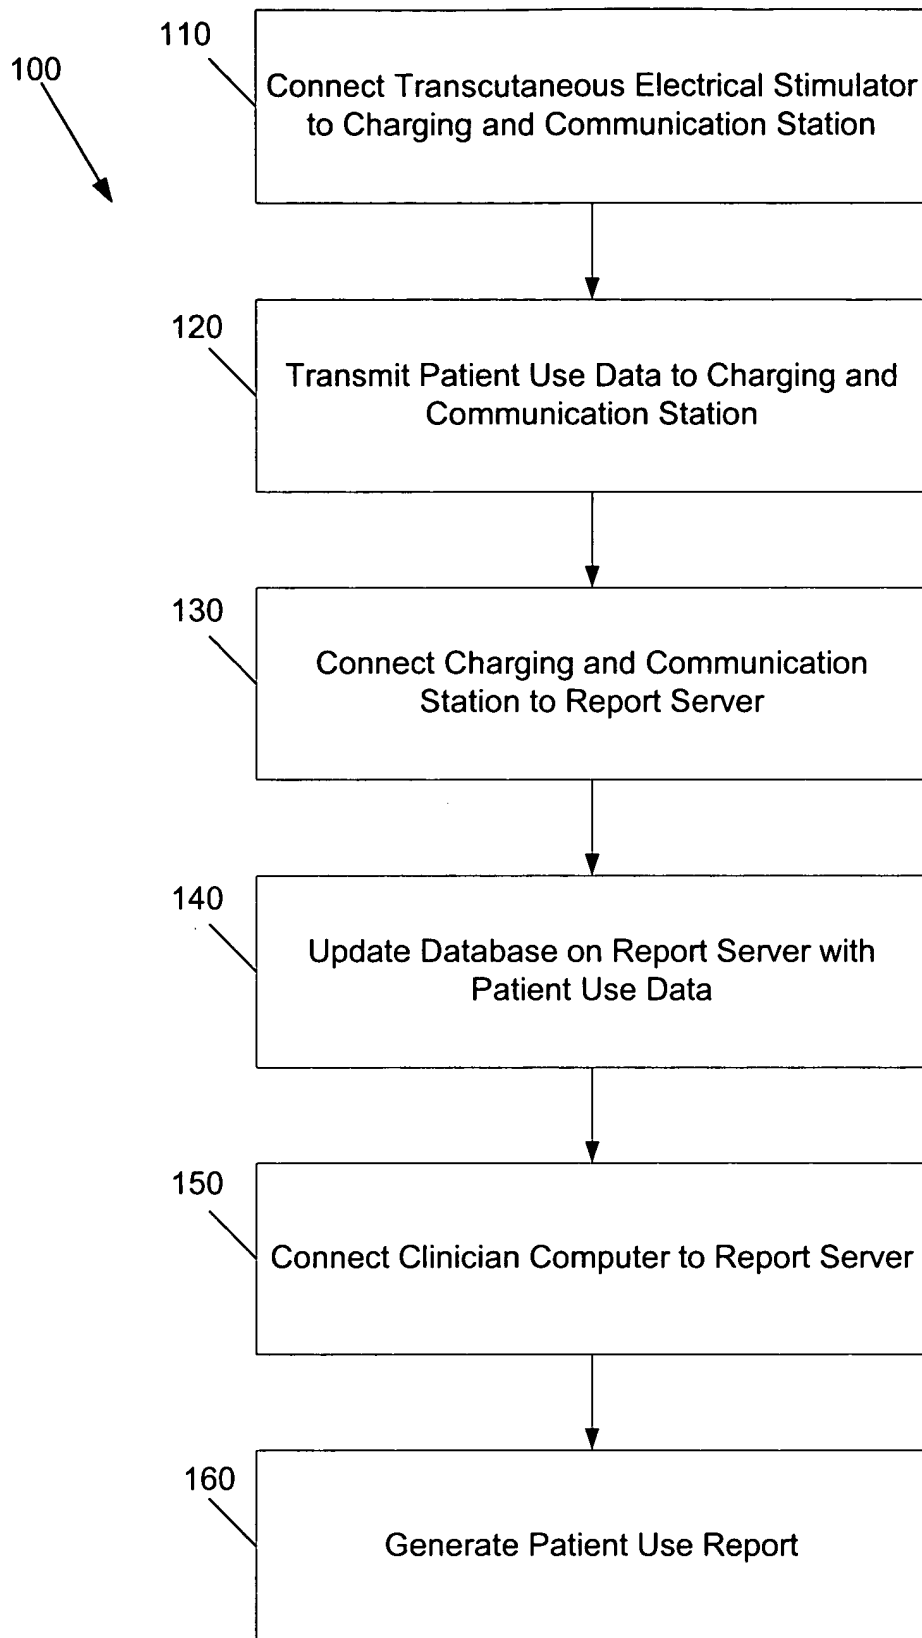 110
100
Connect Transcutaneous Electrical Stimulator
to Charging and Communication Station
120
Transmit Patient Use Data to Charging and
Communication Station
130
Connect Charging and Communication
Station to Report Server
140
Update Database on Report Server with
Patient Use Data
150
Connect Clinician Computer to Report Server
160
Generate Patient Use Report